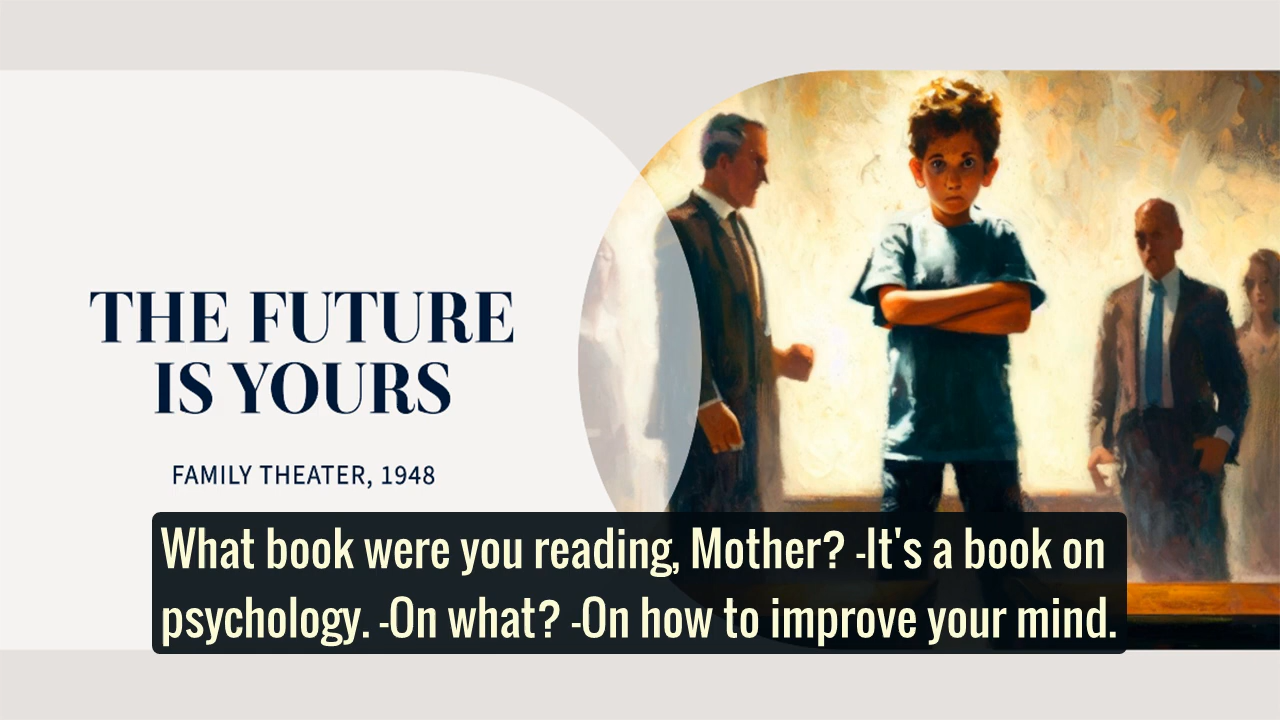 THE FUTURE
IS YOURS
FAMILY THEATER, 1948
What book were you reading, Mother? -It's a book on
psychology. -On what? -On how to improve your mind.